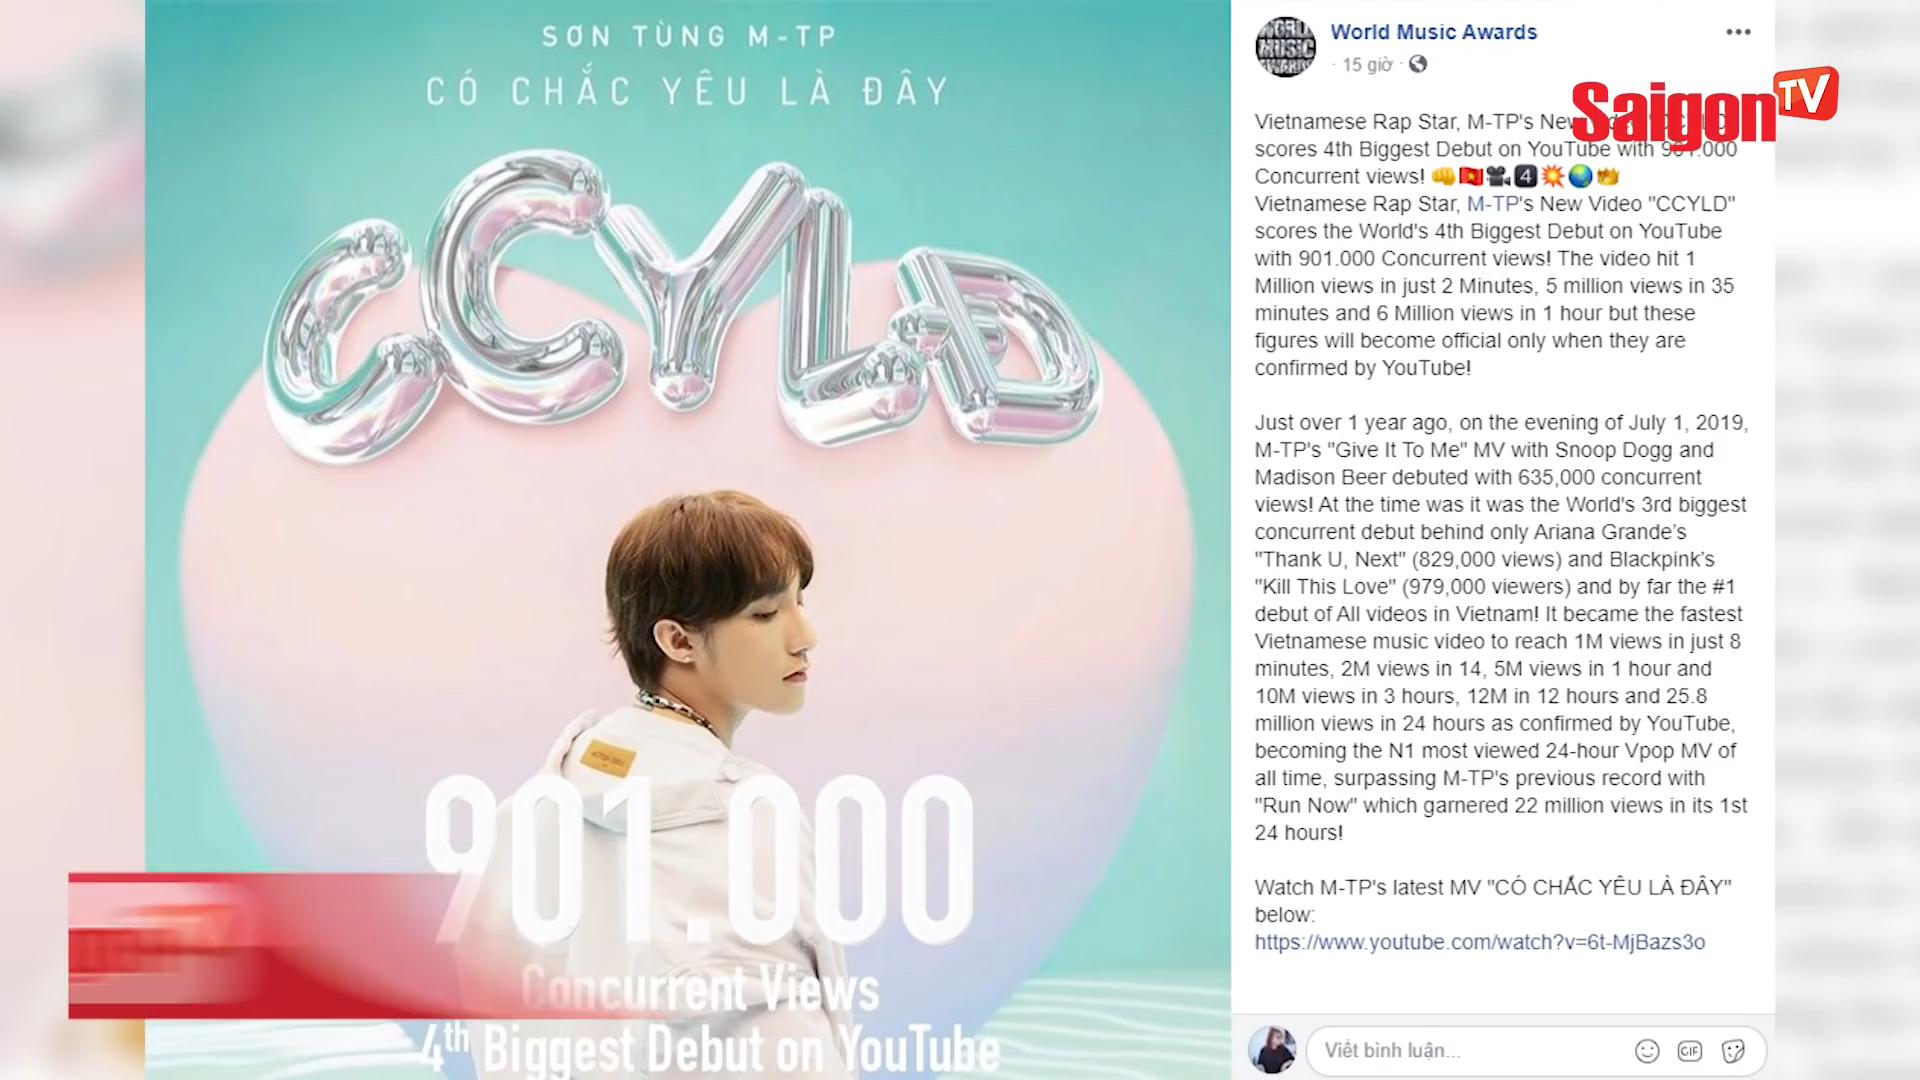 SƠN TÙNG M-TP
CÓ CHẮC YÊU LÀ ĐÂY
CCYLĐ
901.000
Concurrent Views
4th Biggest Debut on YouTube
World Music Awards
· 15 giờ ·
Saigon TV
Vietnamese Rap Star, M-TP's New
scores 4th Biggest Debut on YouTube with 901.000
Concurrent views! 👊🇻🇳🎥4️⃣💥🌏👑
Vietnamese Rap Star, M-TP's New Video "CCYLD"
scores the World's 4th Biggest Debut on YouTube
with 901.000 Concurrent views! The video hit 1
Million views in just 2 Minutes, 5 million views in 35
minutes and 6 Million views in 1 hour but these
figures will become official only when they are
confirmed by YouTube!
Just over 1 year ago, on the evening of July 1, 2019,
M-TP's "Give It To Me" MV with Snoop Dogg and
Madison Beer debuted with 635,000 concurrent
views! At the time was it was the World's 3rd biggest
concurrent debut behind only Ariana Grande's
"Thank U, Next" (829,000 views) and Blackpink's
"Kill This Love" (979,000 viewers) and by far the #1
debut of All videos in Vietnam! It became the fastest
Vietnamese music video to reach 1M views in just 8
minutes, 2M views in 14, 5M views in 1 hour and
10M views in 3 hours, 12M in 12 hours and 25.8
million views in 24 hours as confirmed by YouTube,
becoming the N1 most viewed 24-hour Vpop MV of
all time, surpassing M-TP's previous record with
"Run Now" which garnered 22 million views in its 1st
24 hours!
Watch M-TP's latest MV "CÓ CHẮC YÊU LÀ ĐÂY"
below:
https://www.youtube.com/watch?v=6t-MjBazs3o
Viết bình luận...
GIF